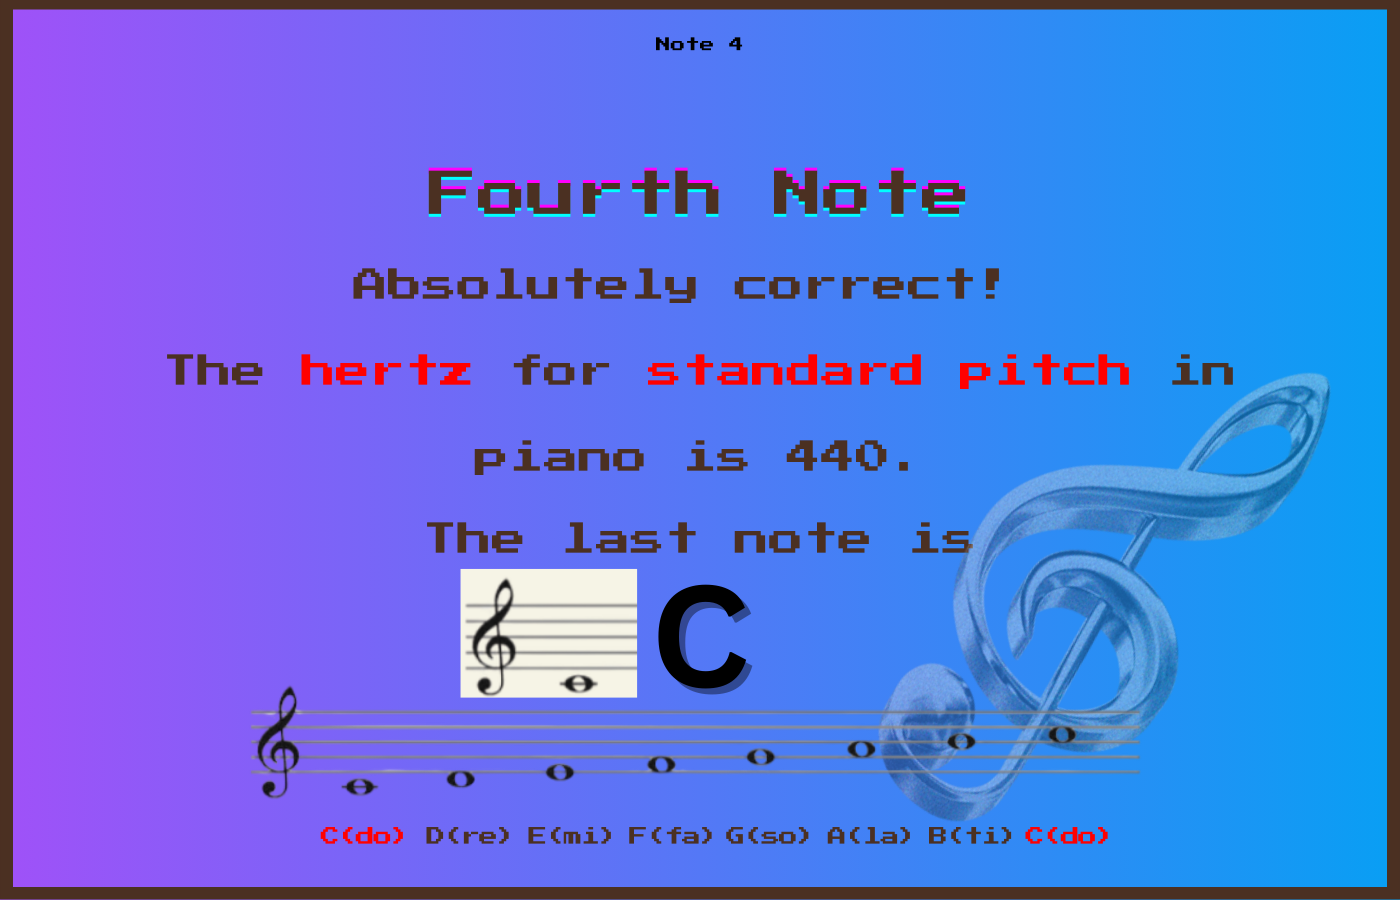 Note 4
Fourth Note
Absolutely correct!
The hertz for standard pitch in
piano is 440.
The last note is
C
C(do) D(re) E(mi) F(fa) G(so) A(la) B(ti) C(do)